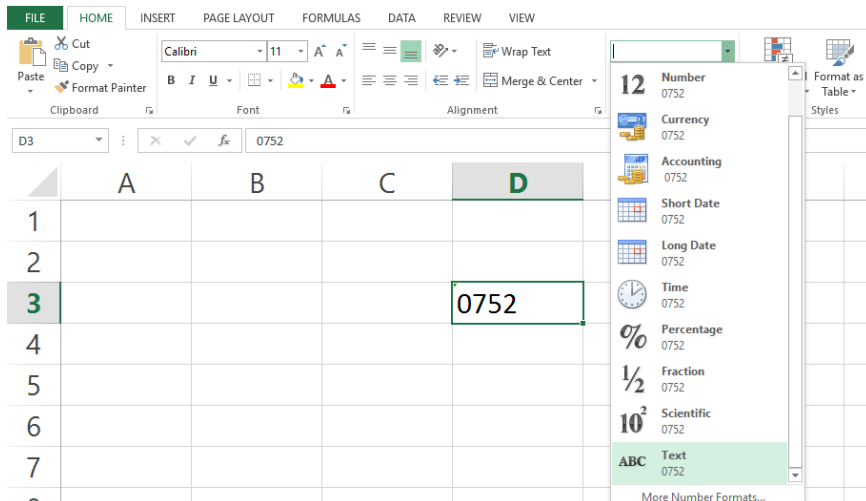 FILE HOME INSERT PAGE LAYOUT FORMULAS DATA REVIEW VIEW
Cut
Copy
Format Painter
Paste
Clipboard
Calibri 11 A A
B I U A
Font
Wrap Text
Merge & Center
Alignment
Format as
Table
Styles
D3 fx 0752
12 Number
0752
Currency
0752
Accounting
0752
Short Date
0752
Long Date
0752
Time
0752
% Percentage
0752
½ Fraction
0752
10² Scientific
0752
ABC Text
0752
More Number Formats...
A B C D
1
2
3 0752
4
5
6
7